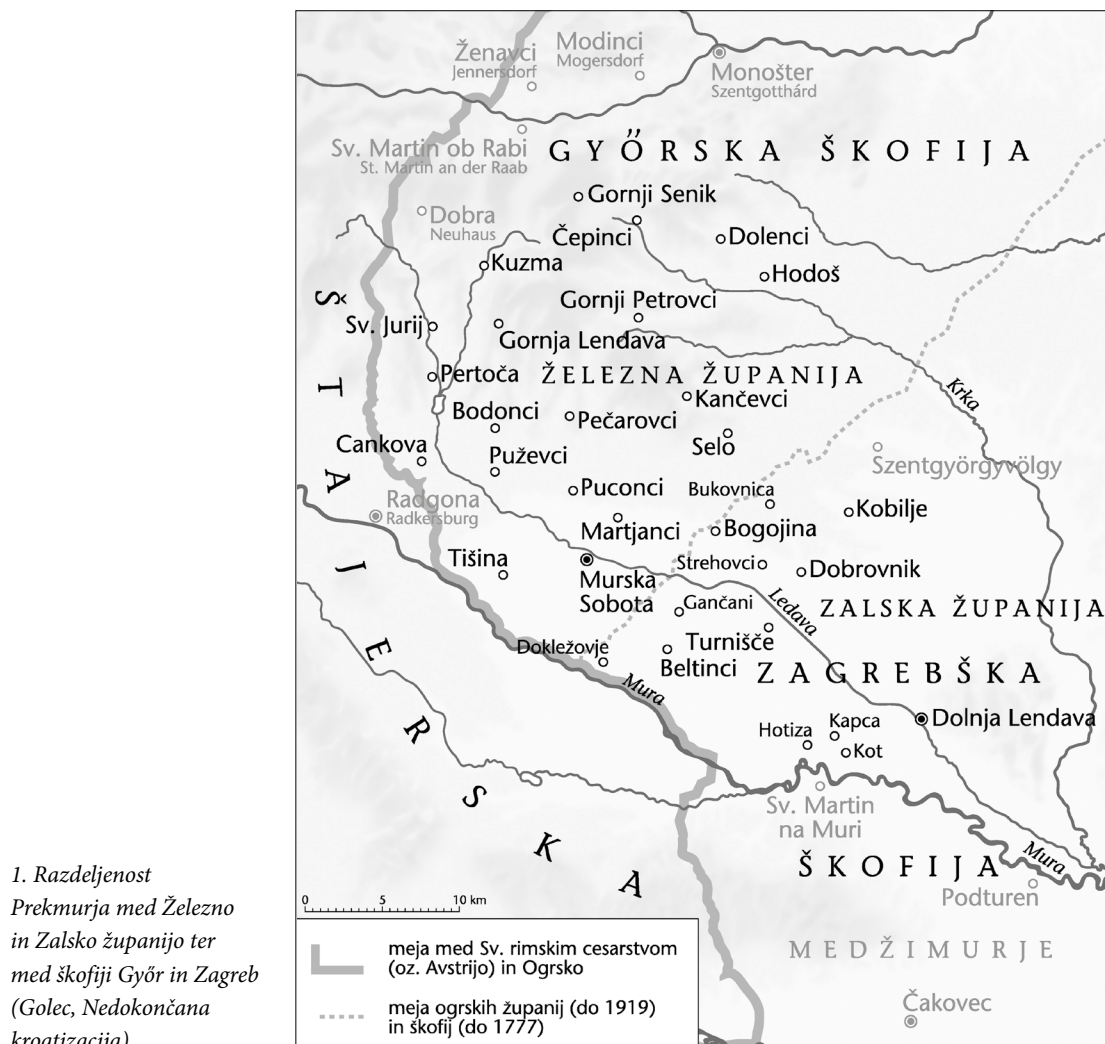 Ženavci
Jennersdorf
Modinci
Mogersdorf
Monošter
Szentgotthárd
Sv. Martin ob Rabi
St. Martin an der Raab
GYŐRSKA ŠKOFIJA
Gornji Senik
Dobra
Neuhaus
Čepinci
Dolenci
Kuzma
Hodoš
Gornji Petrovci
Sv. Jurij
Gornja Lendava
ŠTAJERSKA
Pertoča
ŽELEZNA ŽUPANIJA
Krka
Kančevci
Bodonci
Pečarovci
Cankova
Selo
Puževci
Szentgyörgyvölgy
Radgona
Radkersburg
Puconci
Bukovnica
Kobilje
Martjanci
Bogojina
Tišina
Strehovci
Dobrovnik
Murska
Sobota
Gančani
Ledava
ZALSKA ŽUPANIJA
Dokležovje
Turnišče
Beltinci
ZAGREBŠKA
Mura
Hotiza
Kapca
Dolnja Lendava
Kot
Sv. Martin
na Muri
Mura
ŠKOFIJA
Podturen
MEDŽIMURJE
Čakovec
0 5 10 km
meja med Sv. rimskim cesarstvom
(oz. Avstrijo) in Ogrsko
meja ogrskih županij (do 1919)
in škofij (do 1777)
1. Razdeljenost
Prekmurja med Železno
in Zalsko županijo ter
med škofiji Győr in Zagreb
(Golec, Nedokončana
kroatizacija)